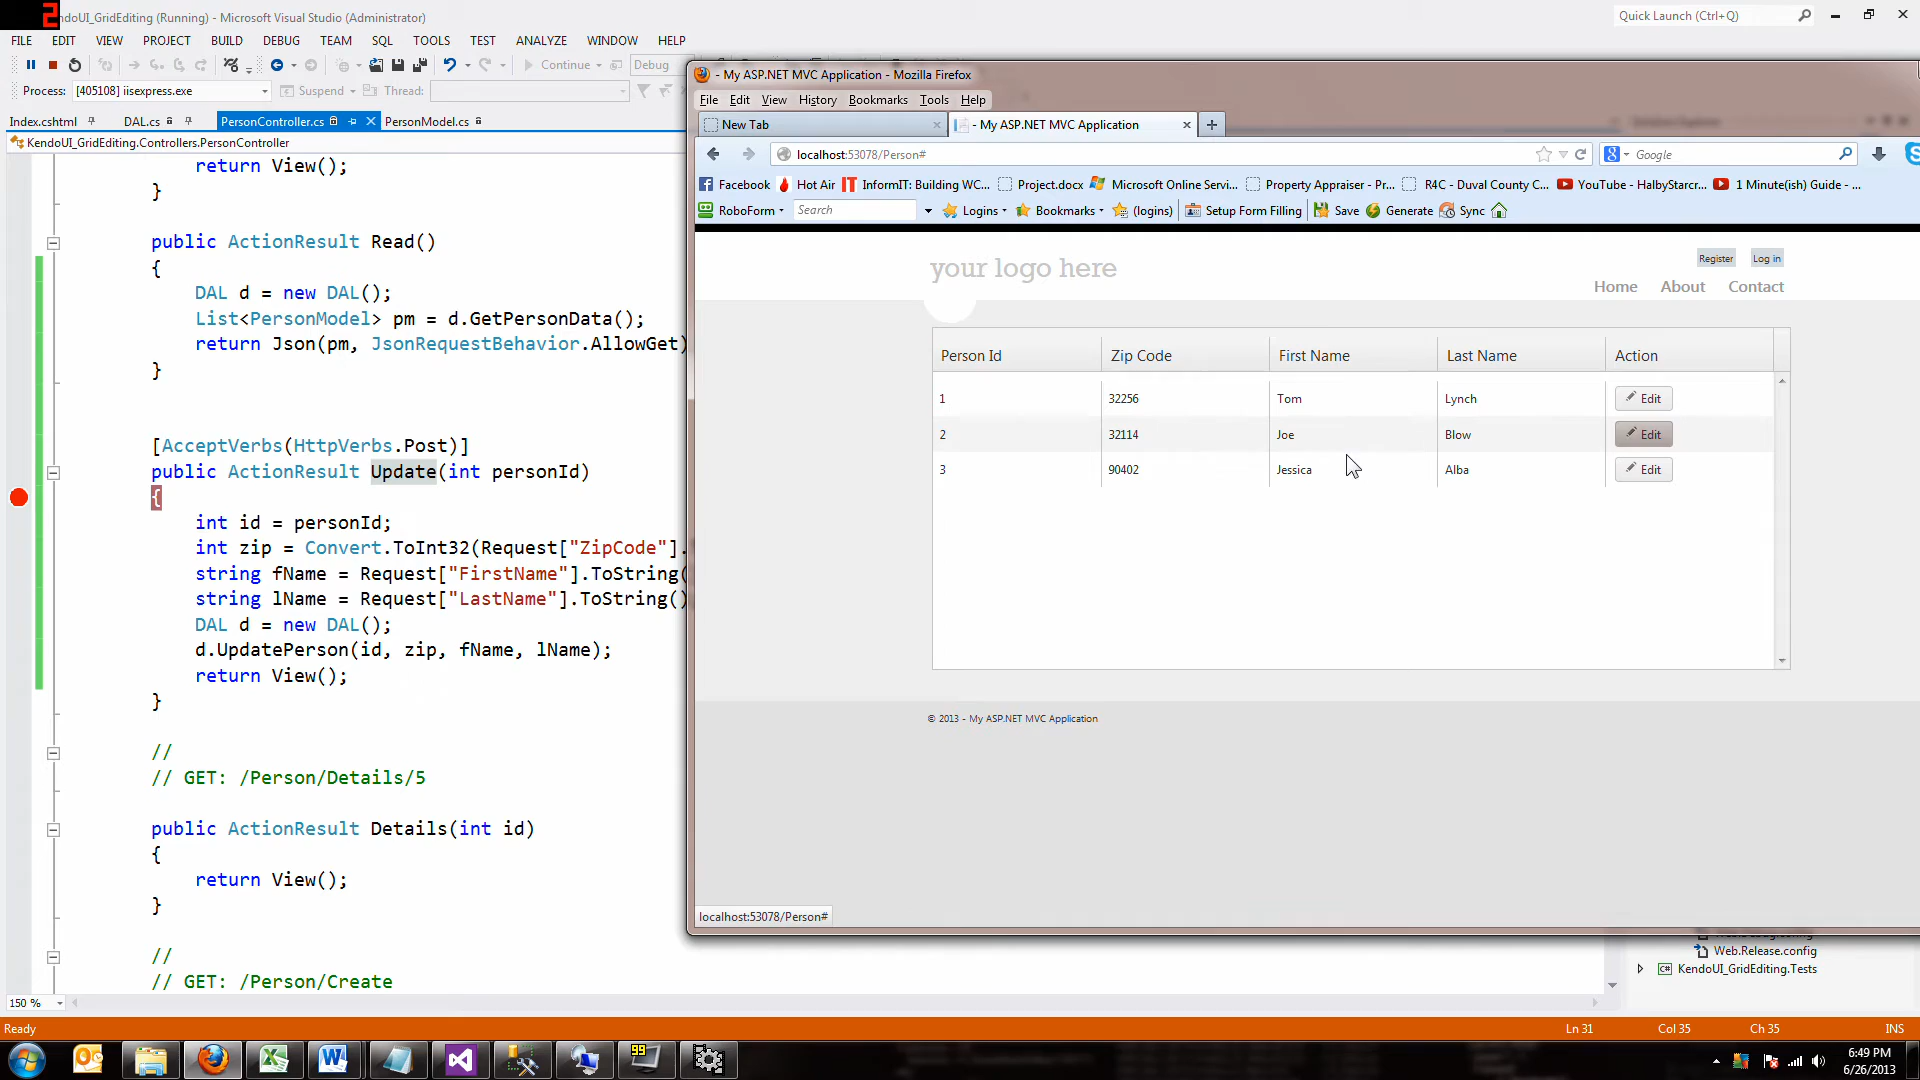 2
KendoUI_GridEditing (Running) - Microsoft Visual Studio (Administrator)
Quick Launch (Ctrl+Q)
FILE EDIT VIEW PROJECT BUILD DEBUG TEAM SQL TOOLS TEST ANALYZE WINDOW HELP
Continue Debug
Process: [405108] iisexpress.exe Suspend Thread:
Index.cshtml DAL.cs PersonController.cs PersonModel.cs
KendoUI_GridEditing.Controllers.PersonController
return View();
}
public ActionResult Read()
{
DAL d = new DAL();
List<PersonModel> pm = d.GetPersonData();
return Json(pm, JsonRequestBehavior.AllowGet)
}
[AcceptVerbs(HttpVerbs.Post)]
public ActionResult Update(int personId)
{
int id = personId;
int zip = Convert.ToInt32(Request["ZipCode"].
string fName = Request["FirstName"].ToString(
string lName = Request["LastName"].ToString()
DAL d = new DAL();
d.UpdatePerson(id, zip, fName, lName);
return View();
}
//
// GET: /Person/Details/5
public ActionResult Details(int id)
{
return View();
}
//
// GET: /Person/Create
150 %
- My ASP.NET MVC Application - Mozilla Firefox
File Edit View History Bookmarks Tools Help
New Tab - My ASP.NET MVC Application
localhost:53078/Person# Google
Facebook Hot Air InformIT: Building WC... Project.docx Microsoft Online Servi... Property Appraiser - Pr... R4C - Duval County C... YouTube - HalbyStarcr... 1 Minute(ish) Guide - ...
RoboForm Search Logins Bookmarks (logins) Setup Form Filling Save Generate Sync
Register Log in
your logo here
Home About Contact
Person Id Zip Code First Name Last Name Action
1 32256 Tom Lynch Edit
2 32114 Joe Blow Edit
3 90402 Jessica Alba Edit
© 2013 - My ASP.NET MVC Application
localhost:53078/Person#
Web.Release.config
KendoUI_GridEditing.Tests
Ready Ln 31 Col 35 Ch 35 INS
99
6:49 PM
6/26/2013